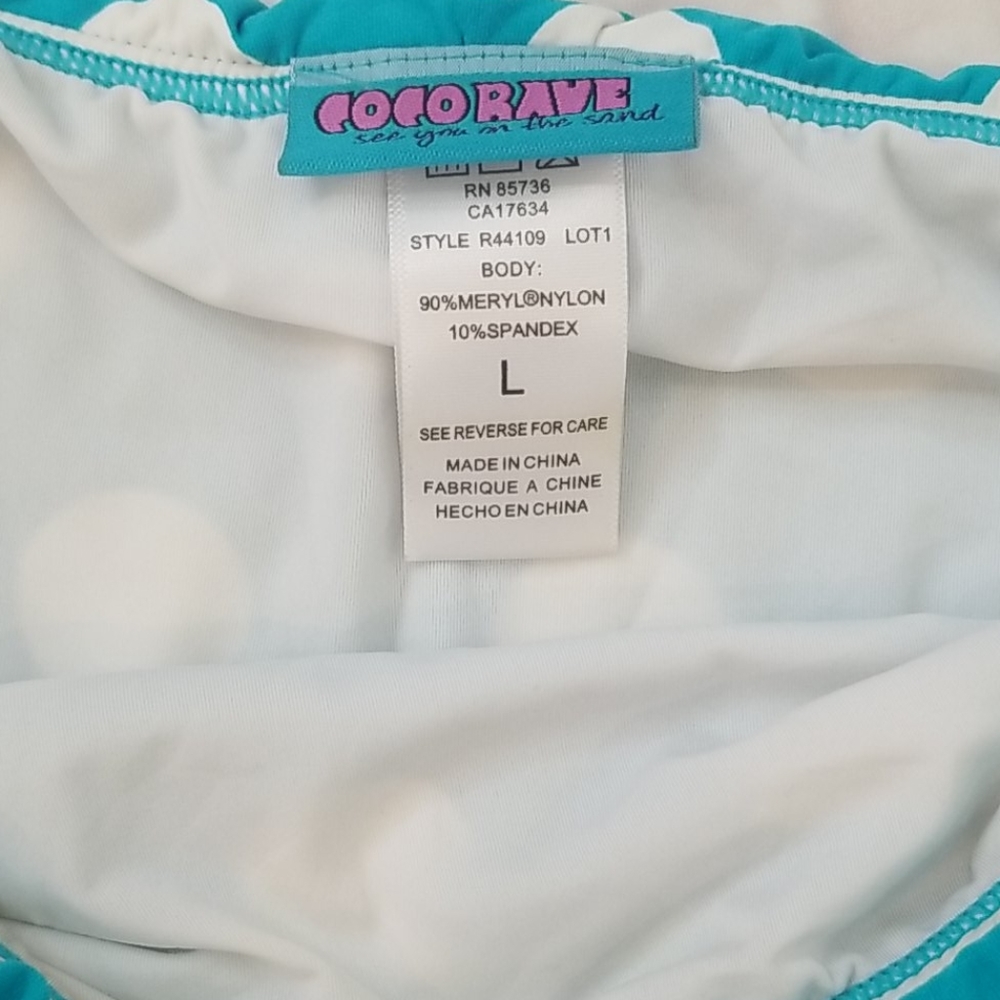 COCO RAVE
see you in the sand
RN 85736
CA17634
STYLE R44109 LOT1
BODY:
90%MERYL®NYLON
10%SPANDEX
L
SEE REVERSE FOR CARE
MADE IN CHINA
FABRIQUE A CHINE
HECHO EN CHINA